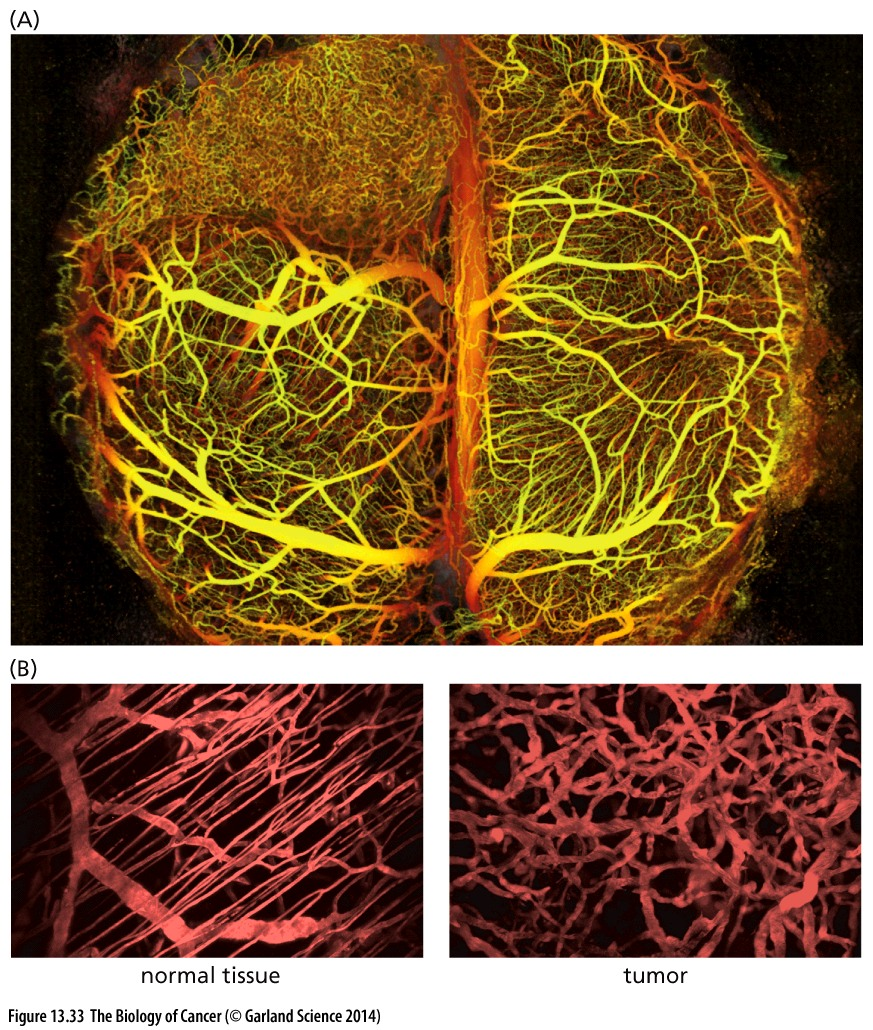 (A)
(B)
normal tissue
tumor
Figure 13.33 The Biology of Cancer (© Garland Science 2014)